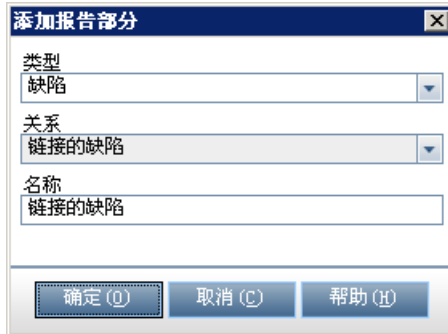 添加报告部分
类型
缺陷
关系
链接的缺陷
名称
链接的缺陷
确定(O) 取消(C) 帮助(H)